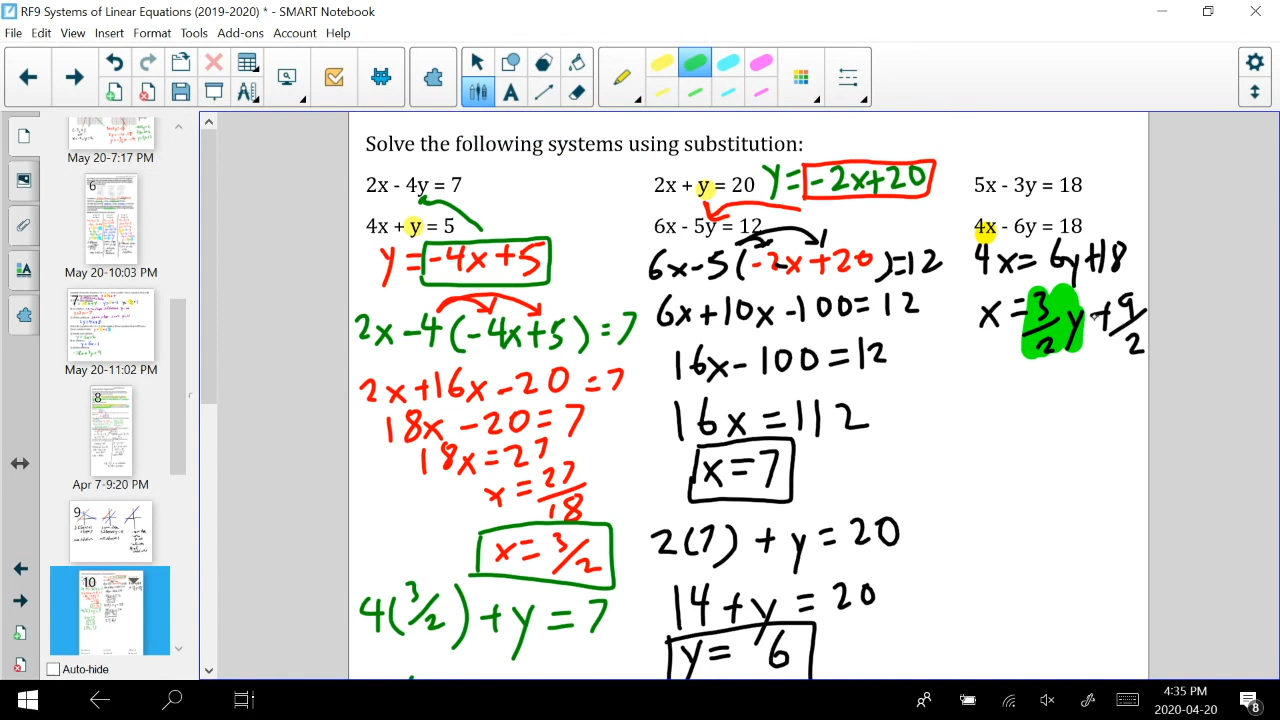 RF9 Systems of Linear Equations (2019-2020) * - SMART Notebook
File Edit View Insert Format Tools Add-ons Account Help
May 20-7:17 PM
6
May 20-10:03 PM
7
May 20-11:02 PM
8
Apr 7-9:20 PM
9
10
Auto-hide
Solve the following systems using substitution:
2x - 4y = 7
4x + y = 5
y = -4x+5
2x -4(-4x+5) = 7
2x+16x-20 = 7
18x -20 = 7
18x = 27
x = 27/18
x = 3/2
4(3/2) + y = 7
2x + y = 20 y = -2x+20
6x - 5y = 12
6x-5(-2x+20)=12
6x+10x-100=12
16x-100=12
16x = 112
x=7
2(7) + y = 20
14 + y = 20
y = 6
5x - 3y = 18
4x - 6y = 18
4x = 6y+18
x = 3/2 y + 9/2
4:35 PM
2020-04-20
8